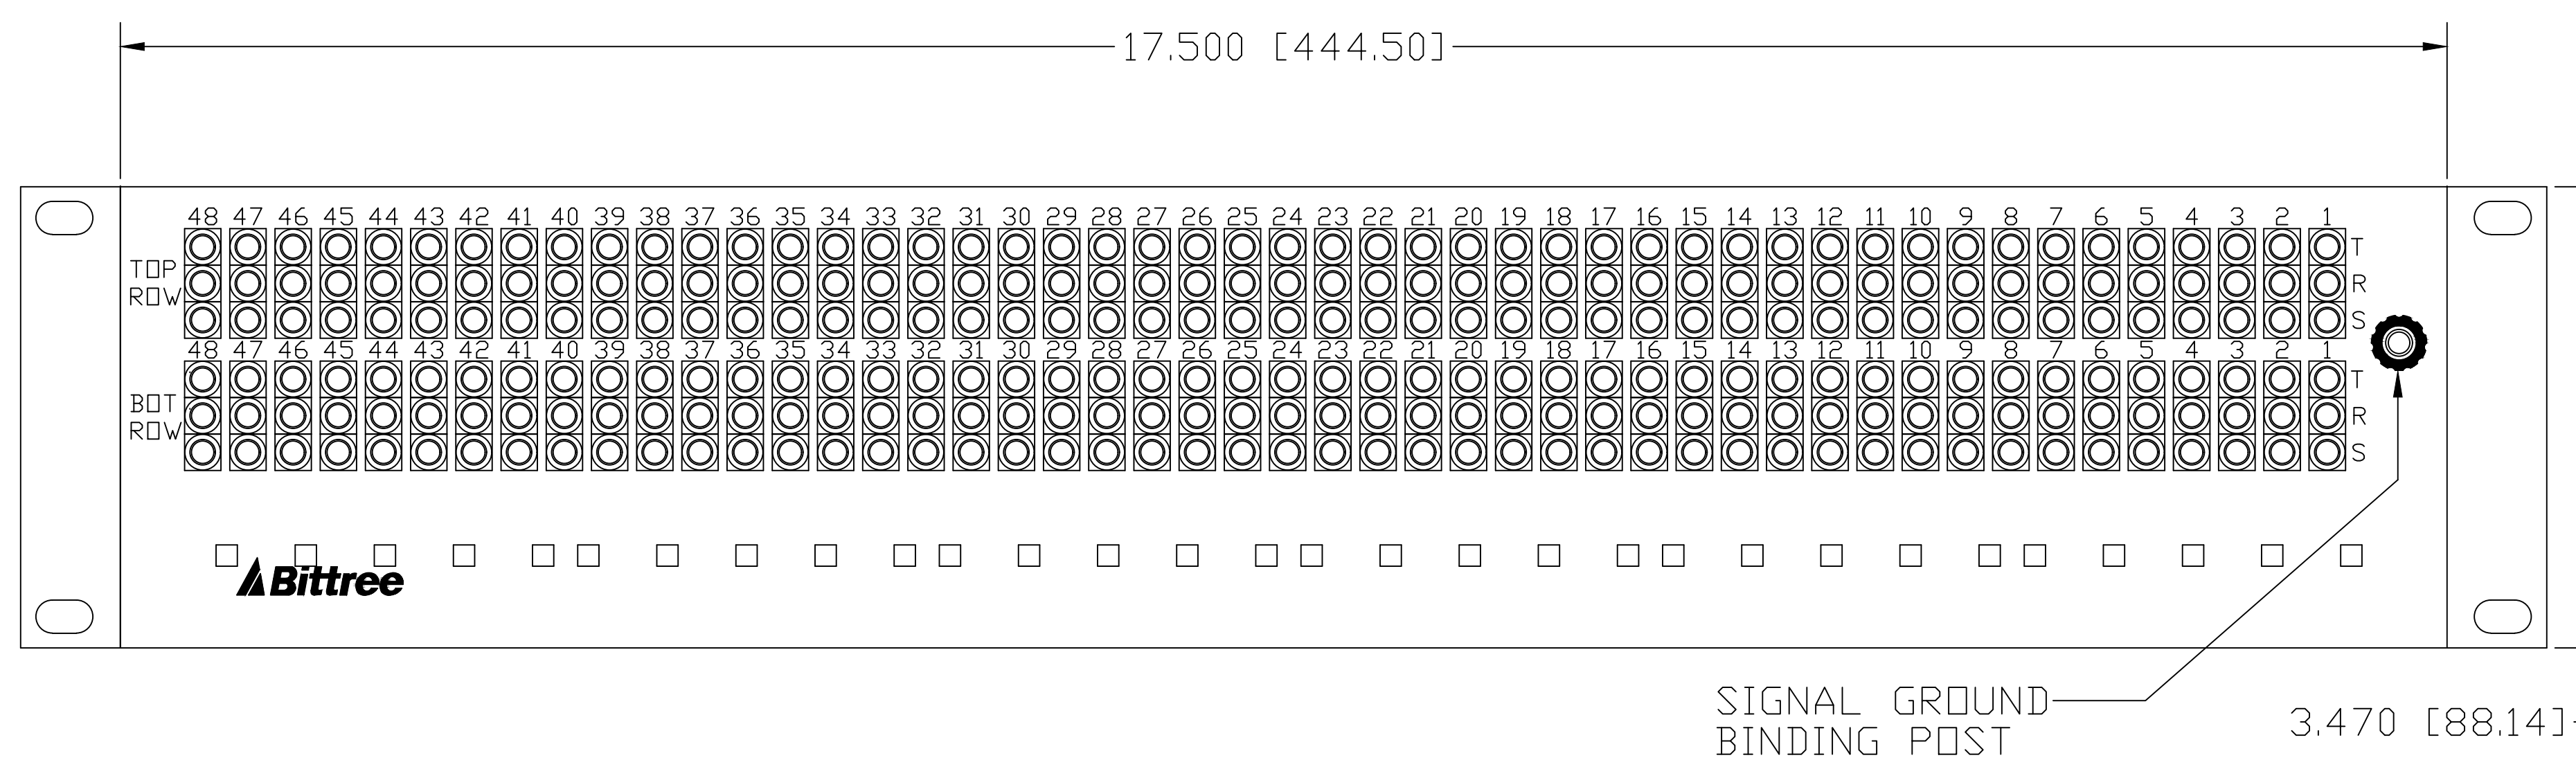 17.500 [444.50]
48 47 46 45 44 43 42 41 40 39 38 37 36 35 34 33 32 31 30 29 28 27 26 25 24 23 22 21 20 19 18 17 16 15 14 13 12 11 10 9 8 7 6 5 4 3 2 1
TOP
ROW
T
R
S
48 47 46 45 44 43 42 41 40 39 38 37 36 35 34 33 32 31 30 29 28 27 26 25 24 23 22 21 20 19 18 17 16 15 14 13 12 11 10 9 8 7 6 5 4 3 2 1
BOT
ROW
T
R
S
Bittree
SIGNAL GROUND
BINDING POST
3.470 [88.14]